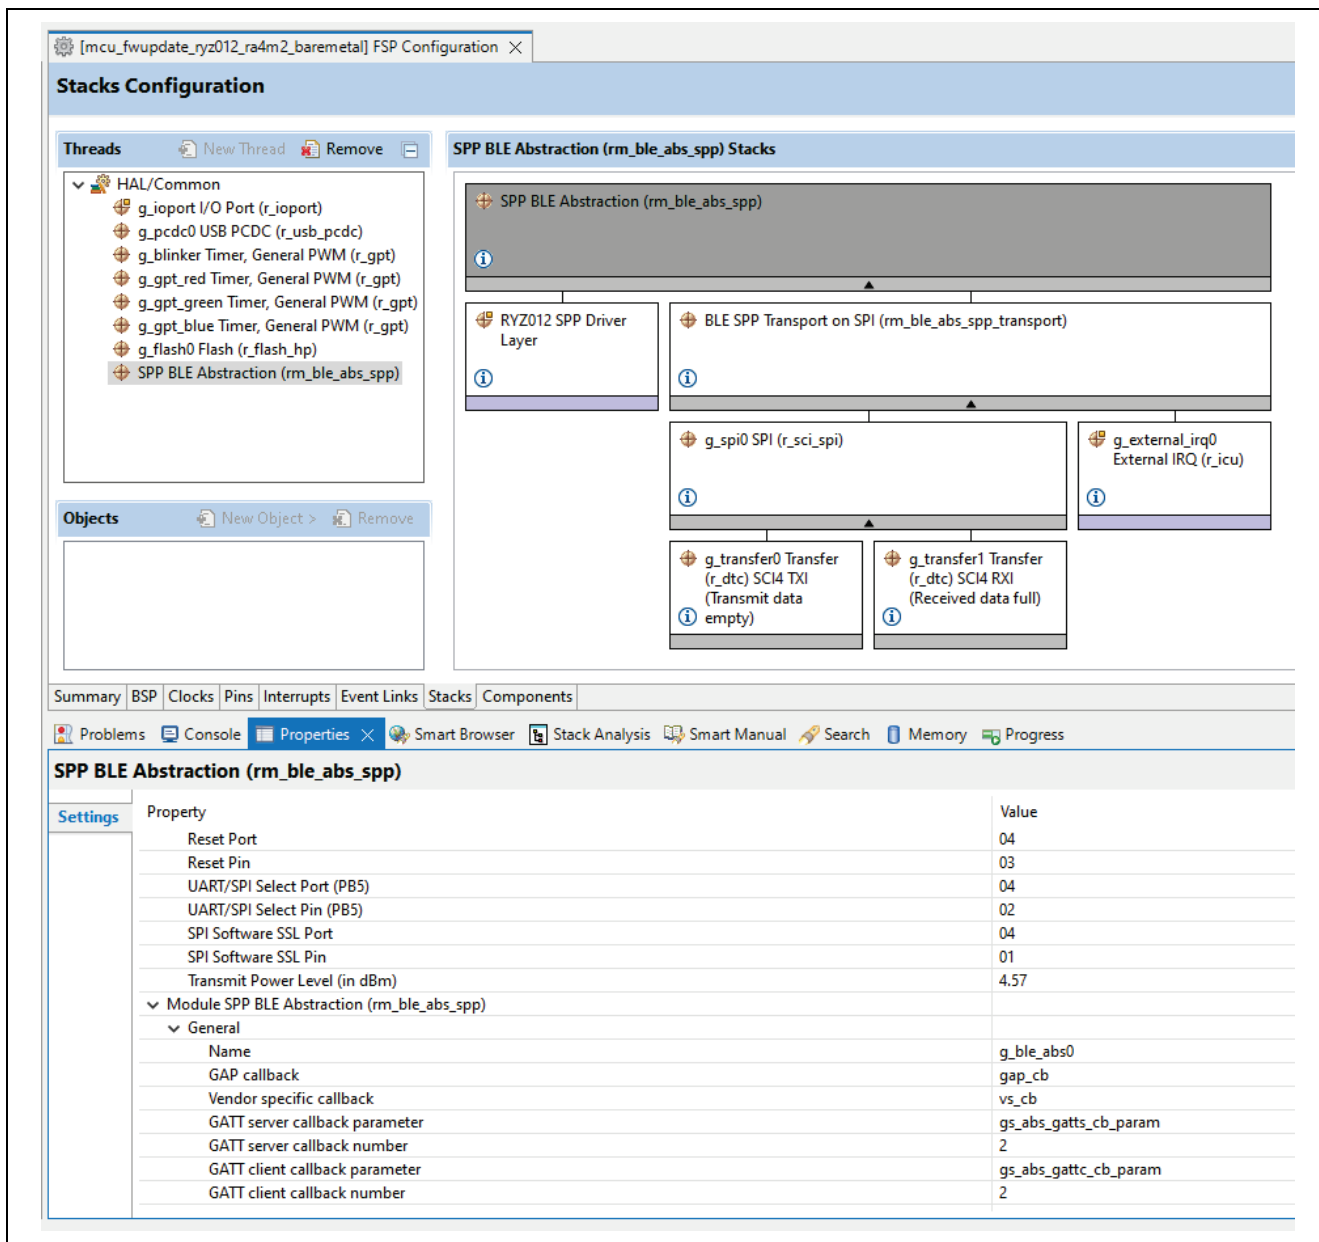 [mcu_fwupdate_ryz012_ra4m2_baremetal] FSP Configuration
Stacks Configuration
Threads
New Thread
Remove
HAL/Common
g_ioport I/O Port (r_ioport)
g_pcdc0 USB PCDC (r_usb_pcdc)
g_blinker Timer, General PWM (r_gpt)
g_gpt_red Timer, General PWM (r_gpt)
g_gpt_green Timer, General PWM (r_gpt)
g_gpt_blue Timer, General PWM (r_gpt)
g_flash0 Flash (r_flash_hp)
SPP BLE Abstraction (rm_ble_abs_spp)
Objects
New Object >
Remove
SPP BLE Abstraction (rm_ble_abs_spp) Stacks
SPP BLE Abstraction (rm_ble_abs_spp)
RYZ012 SPP Driver
Layer
BLE SPP Transport on SPI (rm_ble_abs_spp_transport)
g_spi0 SPI (r_sci_spi)
g_external_irq0
External IRQ (r_icu)
g_transfer0 Transfer
(r_dtc) SCI4 TXI
(Transmit data
empty)
g_transfer1 Transfer
(r_dtc) SCI4 RXI
(Received data full)
Summary BSP Clocks Pins Interrupts Event Links Stacks Components
Problems Console Properties Smart Browser Stack Analysis Smart Manual Search Memory Progress
SPP BLE Abstraction (rm_ble_abs_spp)
Settings
Property Value
Reset Port 04
Reset Pin 03
UART/SPI Select Port (PB5) 04
UART/SPI Select Pin (PB5) 02
SPI Software SSL Port 04
SPI Software SSL Pin 01
Transmit Power Level (in dBm) 4.57
Module SPP BLE Abstraction (rm_ble_abs_spp)
General
Name g_ble_abs0
GAP callback gap_cb
Vendor specific callback vs_cb
GATT server callback parameter gs_abs_gatts_cb_param
GATT server callback number 2
GATT client callback parameter gs_abs_gattc_cb_param
GATT client callback number 2